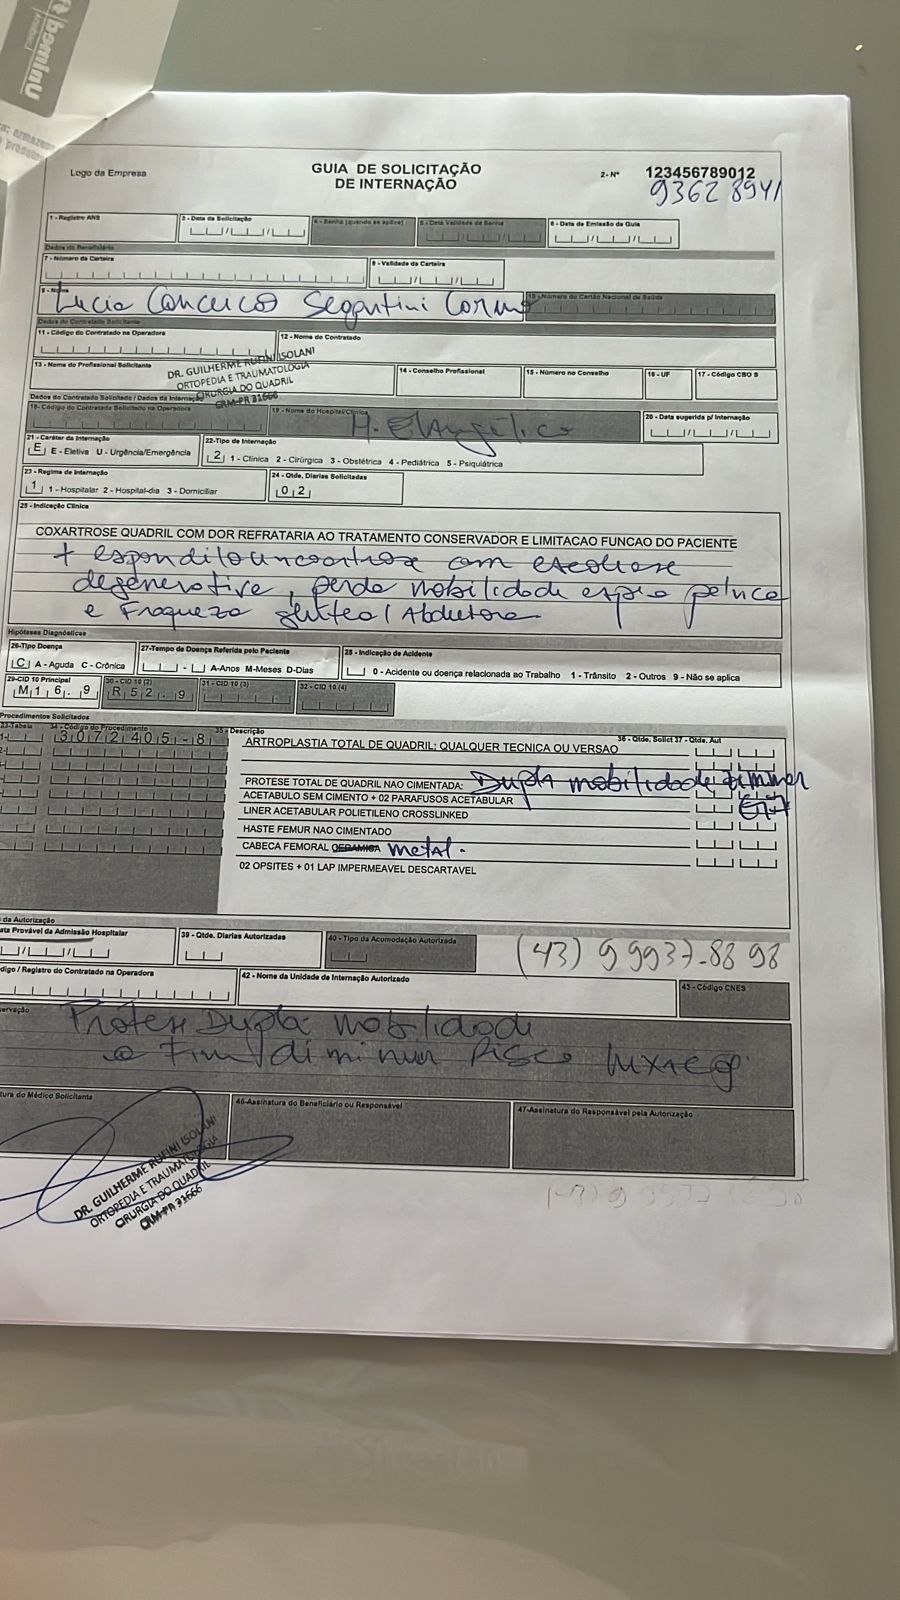 Unimed
Londrina
Logo da Empresa
GUIA DE SOLICITAÇÃO
DE INTERNAÇÃO
2- Nº 123456789012
93628941
1 - Registro ANS
3 - Data da Solicitação
4 - Senha (quando se aplica)
5 - Data Validade da Senha
6 - Data de Emissão da Guia
Dados do Beneficiário
7 - Número da Carteira
8 - Validade da Carteira
9 - Nome
Lucia
10 - Número do Cartão Nacional de Saúde
Dados do Contratado Solicitante
11 - Código do Contratado na Operadora
12 - Nome do Contratado
13 - Nome do Profissional Solicitante
DR. GUILHERME RUFINI ISOLANI
ORTOPEDIA E TRAUMATOLOGIA
CIRURGIA DO QUADRIL
CRM-PR 31666
14 - Conselho Profissional
15 - Número no Conselho
16 - UF
17 - Código CBO S
Dados do Contratado Solicitado / Dados da Internação
18 - Código do Contratado Solicitado na Operadora
19 - Nome do Hospital/Clínica
H.
20 - Data sugerida p/ Internação
21 - Caráter da Internação
E E - Eletiva U - Urgência/Emergência
22-Tipo de Internação
2 1 - Clínica 2 - Cirúrgica 3 - Obstétrica 4 - Pediátrica 5 - Psiquiátrica
23 - Regime de Internação
1 1 - Hospitalar 2 - Hospital-dia 3 - Domiciliar
24 - Qtde. Diarias Solicitadas
0 2
25 - Indicação Clínica
COXARTROSE QUADRIL COM DOR REFRATARIA AO TRATAMENTO CONSERVADOR E LIMITACAO FUNCAO DO PACIENTE
+ espondilouncoartrose com escoliose
degenerativa, perda mobilidade espino pelvica
e Fraqueza glútea / Abdutora
Hipóteses Diagnósticas
26-Tipo Doença
C A - Aguda C - Crônica
27-Tempo de Doença Referida pelo Paciente
- A-Anos M-Meses D-Dias
28 - Indicação de Acidente
0 - Acidente ou doença relacionada ao Trabalho 1 - Trânsito 2 - Outros 9 - Não se aplica
29-CID 10 Principal
M 1 6 . 9
30 - CID 10 (2)
R 5 2 . 9
31 - CID 10 (3)
32 - CID 10 (4)
Procedimentos Solicitados
33-Tabela
34 - Código do Procedimento
35 - Descrição
36 - Qtde. Solict
37 - Qtde. Aut
1-
3 0 7 2 4 0 5 - 8
ARTROPLASTIA TOTAL DE QUADRIL; QUALQUER TECNICA OU VERSAO
PROTESE TOTAL DE QUADRIL NAO CIMENTADA: Dupla mobilidade
ACETABULO SEM CIMENTO + 02 PARAFUSOS ACETABULAR
LINER ACETABULAR POLIETILENO CROSSLINKED
HASTE FEMUR NAO CIMENTADO
CABECA FEMORAL CERAMICA metal.
02 OPSITES + 01 LAP IMPERMEAVEL DESCARTAVEL
da Autorização
ata Provável da Admissão Hospitalar
39 - Qtde. Diarias Autorizadas
40 - Tipo da Acomodação Autorizada
(43) 99937-8898
digo / Registro do Contratado na Operadora
42 - Nome da Unidade de Internação Autorizado
43 - Código CNES
servação
Prótese Dupla mobilidade
a Fim / diminuir Risco
tura do Médico Solicitante
46-Assinatura do Beneficiário ou Responsável
47-Assinatura do Responsável pela Autorização
DR. GUILHERME RUFINI ISOLANI
ORTOPEDIA E TRAUMATOLOGIA
CIRURGIA DO QUADRIL
CRM-PR 31666